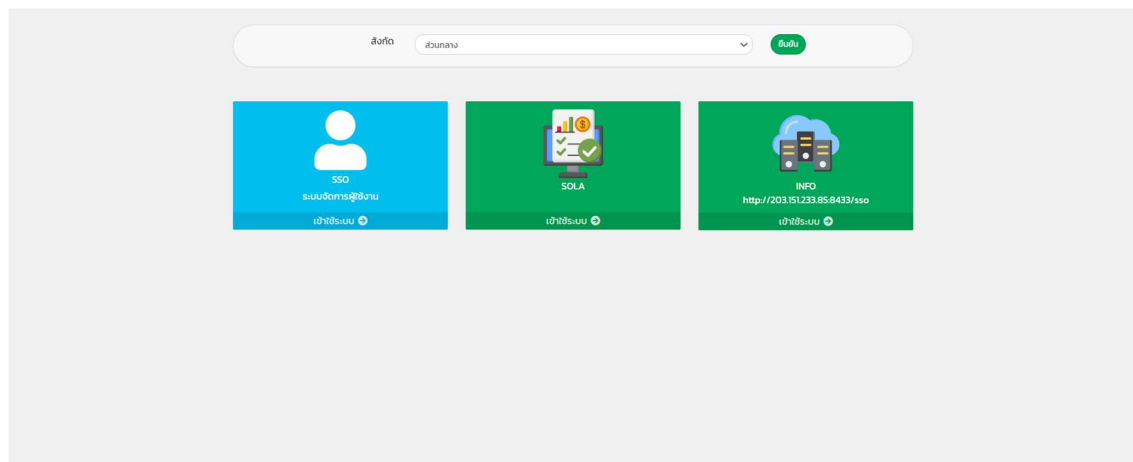 สังกัด
ส่วนกลาง
ยืนยัน
SSO
ระบบจัดการผู้ใช้งาน
เข้าใช้ระบบ
SOLA
เข้าใช้ระบบ
INFO
http://203.151.233.85:8433/sso
เข้าใช้ระบบ